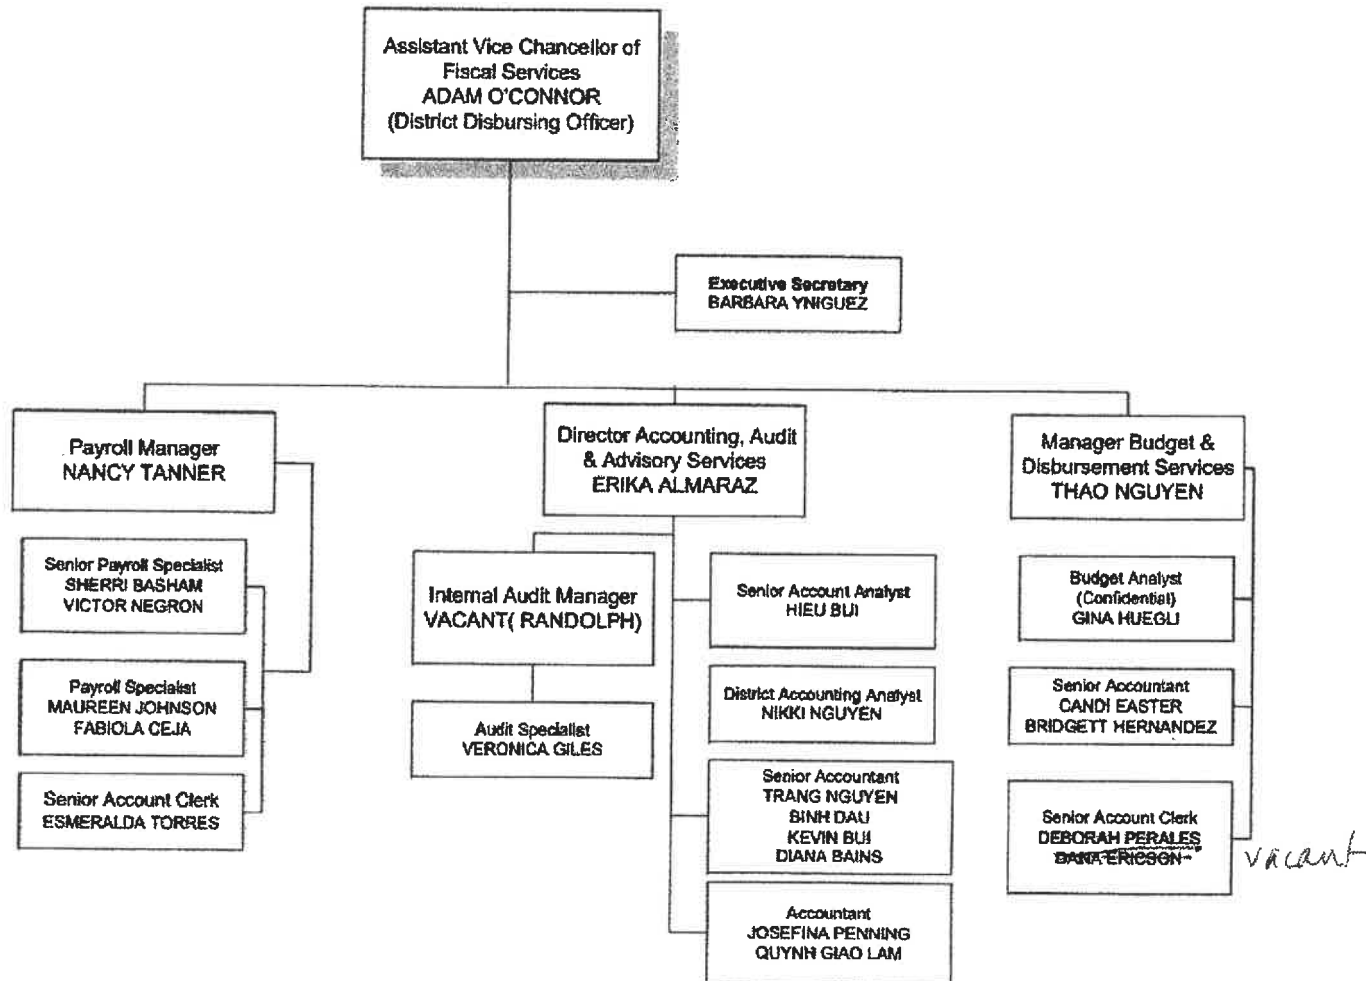 Assistant Vice Chancellor of
Fiscal Services
ADAM O'CONNOR
(District Disbursing Officer)
Executive Secretary
BARBARA YNIGUEZ
Payroll Manager
NANCY TANNER
Senior Payroll Specialist
SHERRI BASHAM
VICTOR NEGRON
Payroll Specialist
MAUREEN JOHNSON
FABIOLA CEJA
Senior Account Clerk
ESMERALDA TORRES
Director Accounting, Audit
& Advisory Services
ERIKA ALMARAZ
Internal Audit Manager
VACANT( RANDOLPH)
Audit Specialist
VERONICA GILES
Senior Account Analyst
HIEU BUI
District Accounting Analyst
NIKKI NGUYEN
Senior Accountant
TRANG NGUYEN
BINH DAU
KEVIN BUI
DIANA BAINS
Accountant
JOSEFINA PENNING
QUYNH GIAO LAM
Manager Budget &
Disbursement Services
THAO NGUYEN
Budget Analyst
(Confidential)
GINA HUEGLI
Senior Accountant
CANDI EASTER
BRIDGETT HERNANDEZ
Senior Account Clerk
DEBORAH PERALES
DANA ERICSON
vacant